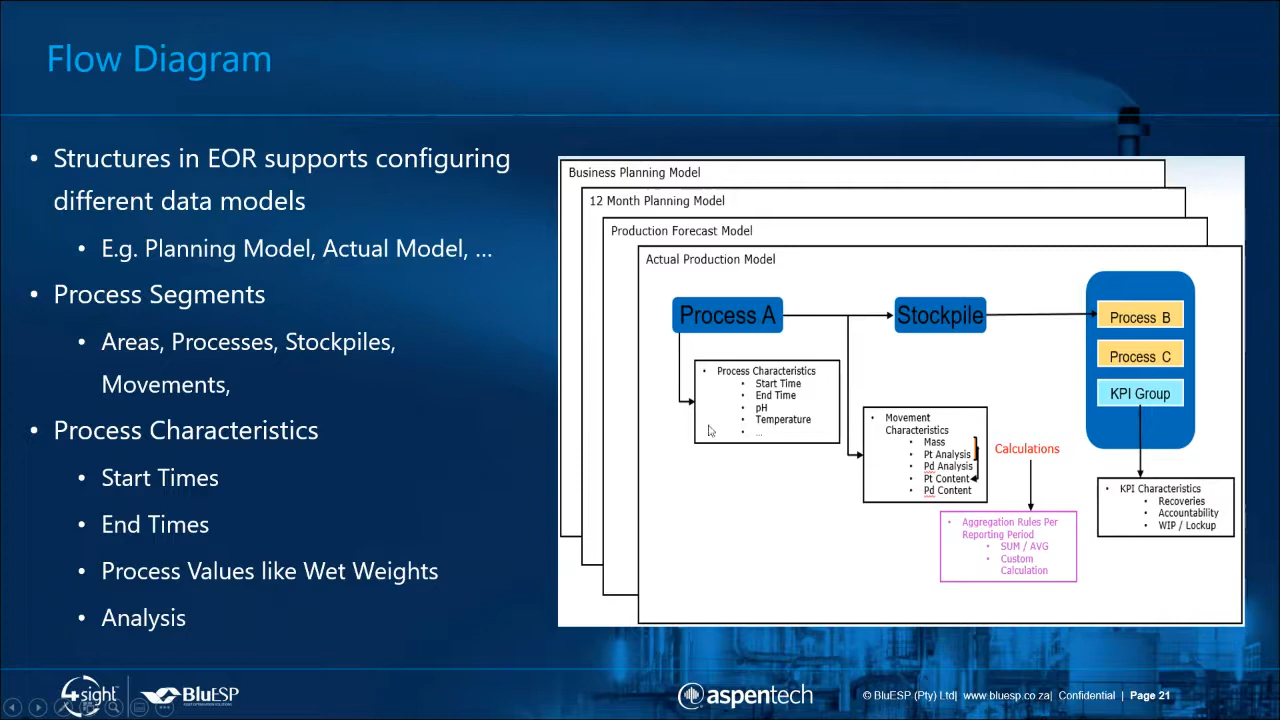 Flow Diagram
• Structures in EOR supports configuring
different data models
• E.g. Planning Model, Actual Model, ...
• Process Segments
• Areas, Processes, Stockpiles,
Movements,
• Process Characteristics
• Start Times
• End Times
• Process Values like Wet Weights
• Analysis
Business Planning Model
12 Month Planning Model
Production Forecast Model
Actual Production Model
Process A
Stockpile
Process B
Process C
KPI Group
• Process Characteristics
• Start Time
• End Time
• pH
• Temperature
• ...
• Movement
Characteristics
• Mass
• Pt Analysis
• Pd Analysis
• Pt Content
• Pd Content
Calculations
• Aggregation Rules Per
Reporting Period
• SUM / AVG
• Custom
Calculation
• KPI Characteristics
• Recoveries
• Accountability
• WIP / Lockup
4sight
BluESP
aspentech
© BluESP (Pty) Ltd www.bluesp.co.za| Confidential | Page 21